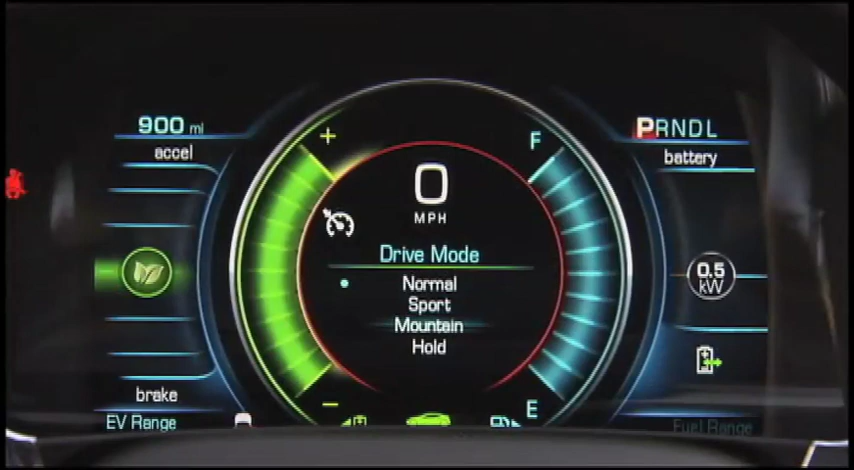 900 mi
PRNDL
accel
battery
+
F
0
MPH
Drive Mode
Normal
Sport
Mountain
Hold
0.5
kW
brake
–
E
EV Range
Fuel Range